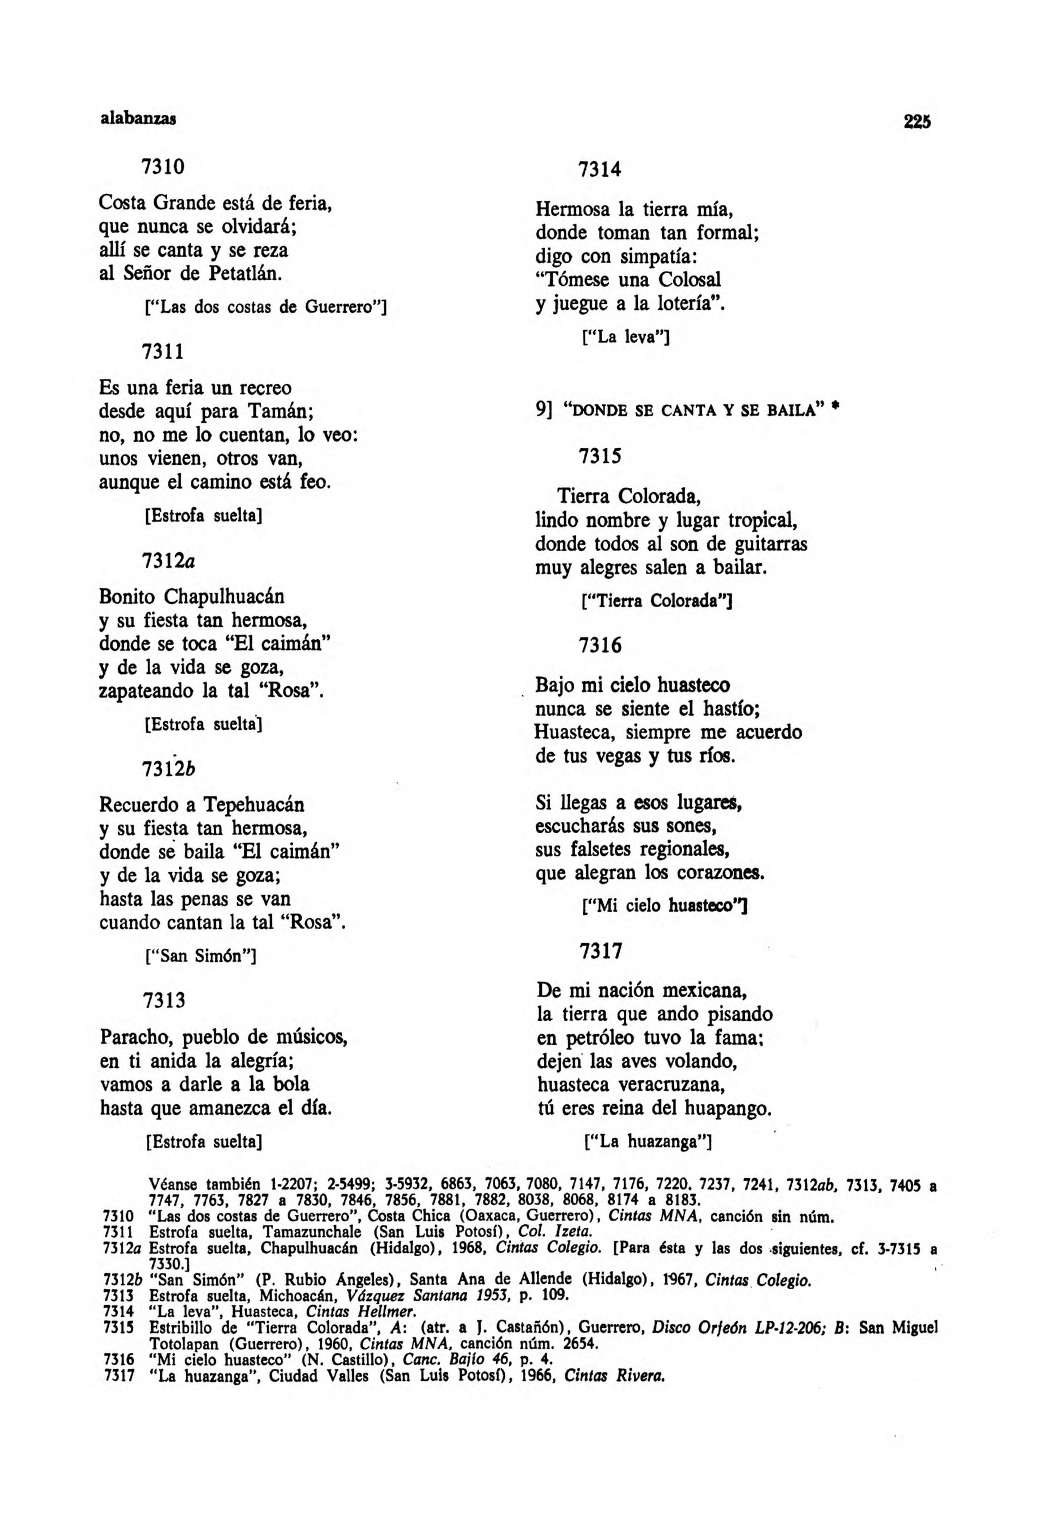 alabanzas
225
7310
Costa Grande está de feria,
que nunca se olvidará;
allí se canta y se reza
al Señor de Petatlán.
[“Las dos costas de Guerrero”]
7311
Es una feria un recreo
desde aquí para Tamán;
no, no me lo cuentan, lo veo:
unos vienen, otros van,
aunque el camino está feo.
[Estrofa suelta]
7312a
Bonito Chapulhuacán
y su fiesta tan hermosa,
donde se toca “El caimán”
y de la vida se goza,
zapateando la tal “Rosa”.
[Estrofa suelta]
7312b
Recuerdo a Tepehuacán
y su fiesta tan hermosa,
donde se baila “El caimán”
y de la vida se goza;
hasta las penas se van
cuando cantan la tal “Rosa”.
[“San Simón”]
7313
Paracho, pueblo de músicos,
en ti anida la alegría;
vamos a darle a la bola
hasta que amanezca el día.
[Estrofa suelta]
7314
Hermosa la tierra mía,
donde toman tan formal;
digo con simpatía:
“Tómese una Colosal
y juegue a la lotería”.
[“La leva”]
9] “DONDE SE CANTA Y SE BAILA” *
7315
Tierra Colorada,
lindo nombre y lugar tropical,
donde todos al son de guitarras
muy alegres salen a bailar.
[“Tierra Colorada”]
7316
Bajo mi cielo huasteco
nunca se siente el hastío;
Huasteca, siempre me acuerdo
de tus vegas y tus ríos.
Si llegas a esos lugares,
escucharás sus sones,
sus falsetes regionales,
que alegran los corazones.
[“Mi cielo huasteco”]
7317
De mi nación mexicana,
la tierra que ando pisando
en petróleo tuvo la fama;
dejen las aves volando,
huasteca veracruzana,
tú eres reina del huapango.
[“La huazanga”]
Véanse también 1-2207; 2-5499; 3-5932, 6863, 7063, 7080, 7147, 7176, 7220, 7237, 7241, 7312ab, 7313, 7405 a
7747, 7763, 7827 a 7830, 7846, 7856, 7881, 7882, 8038, 8068, 8174 a 8183.
7310 “Las dos costas de Guerrero”, Costa Chica (Oaxaca, Guerrero), Cintas MNA, canción sin núm.
7311 Estrofa suelta, Tamazunchale (San Luis Potosí), Col. Izeta.
7312a Estrofa suelta, Chapulhuacán (Hidalgo), 1968, Cintas Colegio. [Para ésta y las dos siguientes, cf. 3-7315 a
7330.]
7312b “San Simón” (P. Rubio Ángeles), Santa Ana de Allende (Hidalgo), 1967, Cintas Colegio.
7313 Estrofa suelta, Michoacán, Vázquez Santana 1953, p. 109.
7314 “La leva”, Huasteca, Cintas Hellmer.
7315 Estribillo de “Tierra Colorada”, A: (atr. a J. Castañón), Guerrero, Disco Orfeón LP-12-206; B: San Miguel
Totolapan (Guerrero), 1960, Cintas MNA, canción núm. 2654.
7316 “Mi cielo huasteco” (N. Castillo), Canc. Bajío 46, p. 4.
7317 “La huazanga”, Ciudad Valles (San Luis Potosí), 1966, Cintas Rivera.